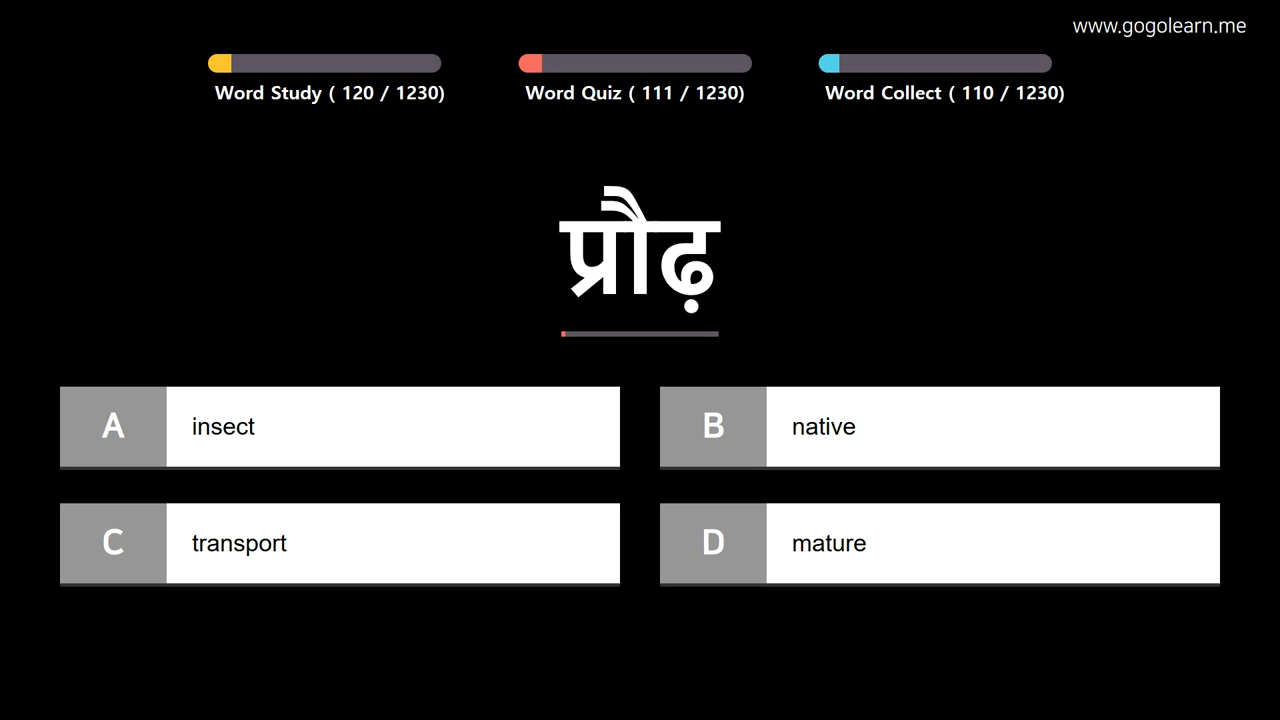 www.gogolearn.me
Word Study ( 120 / 1230)
Word Quiz ( 111 / 1230)
Word Collect ( 110 / 1230)
प्रौढ़
A insect
B native
C transport
D mature